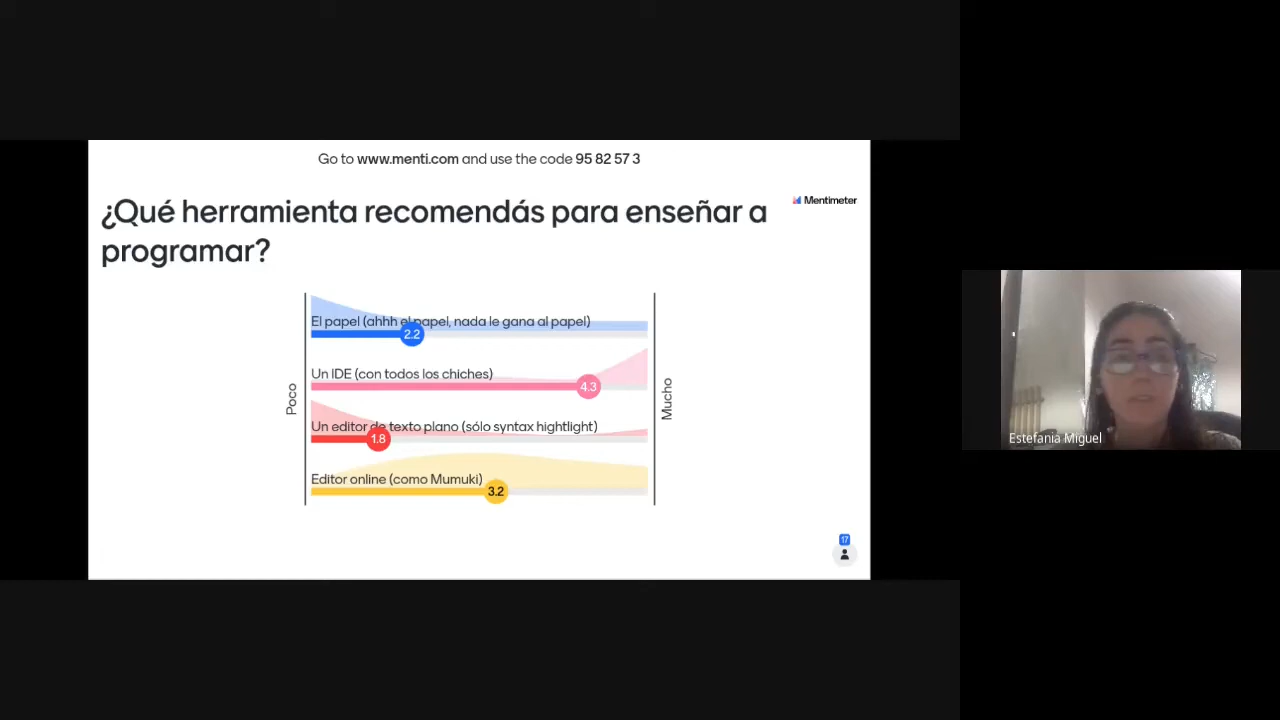 Go to www.menti.com and use the code 95 82 57 3
Mentimeter
¿Qué herramienta recomendás para enseñar a
programar?
El papel (ahhh el papel, nada le gana al papel)
2.2
Un IDE (con todos los chiches)
4.3
Poco
Mucho
Un editor de texto plano (sólo syntax hightlight)
1.8
Editor online (como Mumuki)
3.2
17
Estefania Miguel